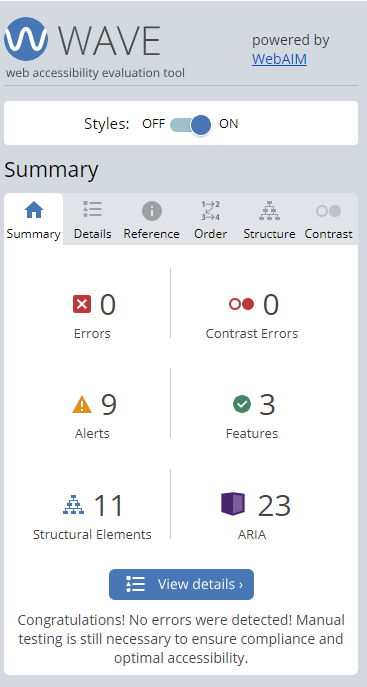 WAVE
powered by
WebAIM
web accessibility evaluation tool
Styles: OFF ON
Summary
Summary Details Reference Order Structure Contrast
0 0
Errors Contrast Errors
9 3
Alerts Features
11 23
Structural Elements ARIA
View details ›
Congratulations! No errors were detected! Manual
testing is still necessary to ensure compliance and
optimal accessibility.